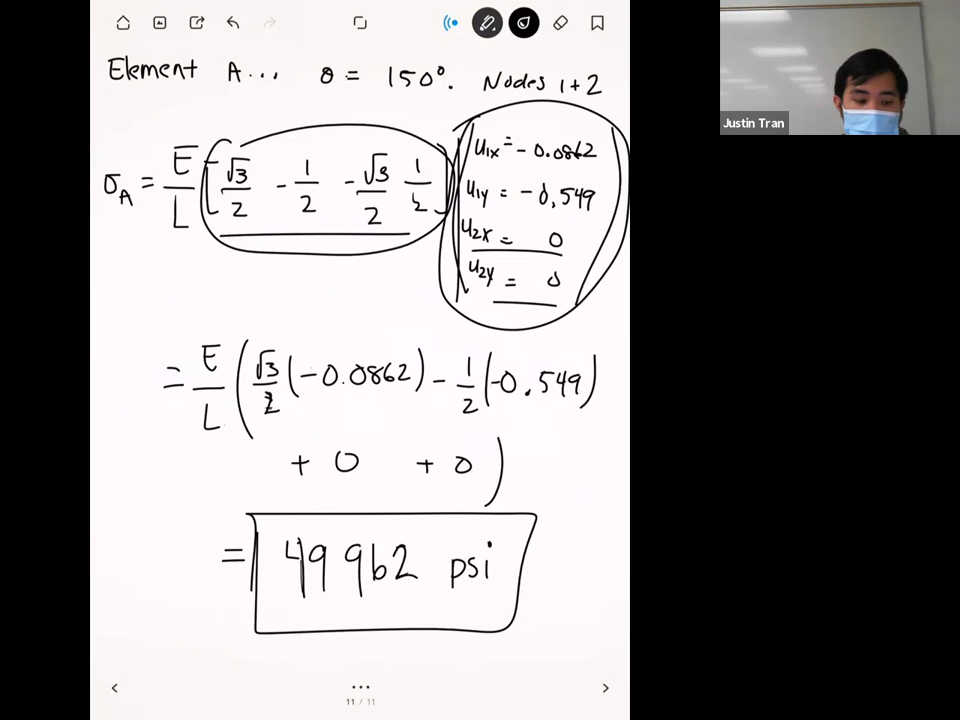 Element A... θ = 150°. Nodes 1+2
σA = E/L [√3/2 -1/2 -√3/2 1/2] u1x = -0.0862
u1y = -0.549
u2x = 0
u2y = 0
= E/L (√3/2 (-0.0862) - 1/2 (-0.549)
+ 0 + 0)
= 49962 psi
11 / 11
Justin Tran